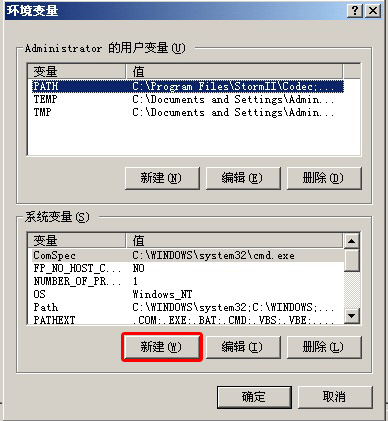 环境变量
Administrator 的用户变量(U)
变量 值
PATH C:\Program Files\StormII\Codec;...
TEMP C:\Documents and Settings\Admin...
TMP C:\Documents and Settings\Admin...
新建(N) 编辑(E) 删除(D)
系统变量(S)
变量 值
ComSpec C:\WINDOWS\system32\cmd.exe
FP_NO_HOST_C... NO
NUMBER_OF_PR... 1
OS Windows_NT
Path C:\WINDOWS\system32;C:\WINDOWS;...
PATHEXT .COM;.EXE;.BAT;.CMD;.VBS;.VBE;...
新建(W) 编辑(I) 删除(L)
确定 取消